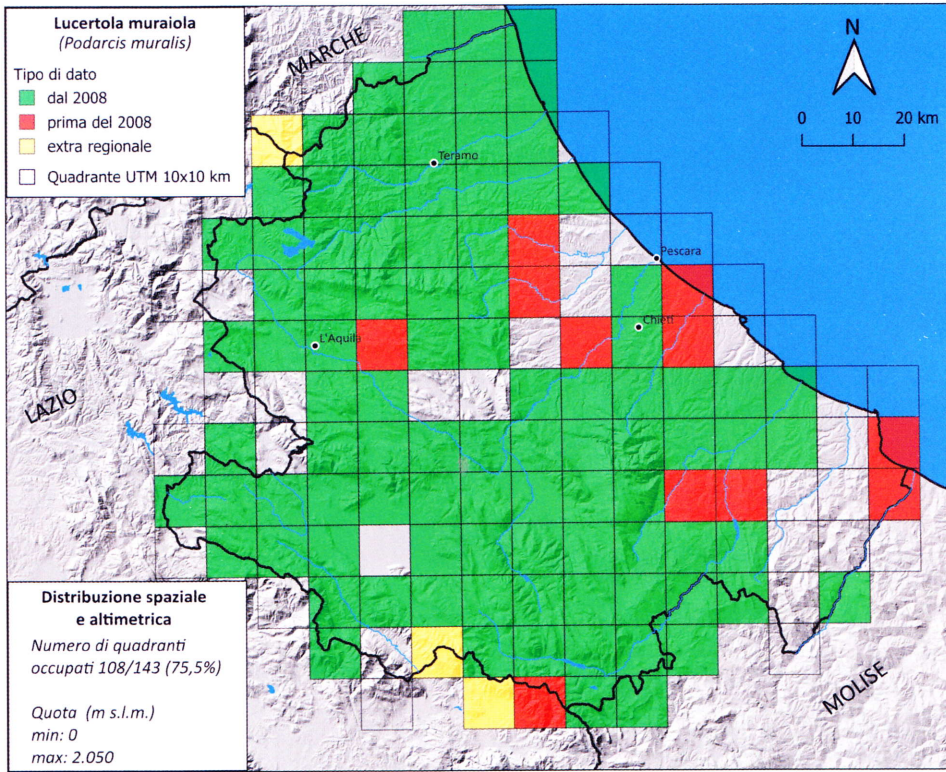 Lucertola muraiola
(Podarcis muralis)
Tipo di dato
dal 2008
prima del 2008
extra regionale
Quadrante UTM 10x10 km
MARCHE
N
0 10 20 km
Teramo
Pescara
Chieti
L'Aquila
LAZIO
MOLISE
Distribuzione spaziale
e altimetrica
Numero di quadranti
occupati 108/143 (75,5%)
Quota (m s.l.m.)
min: 0
max: 2.050